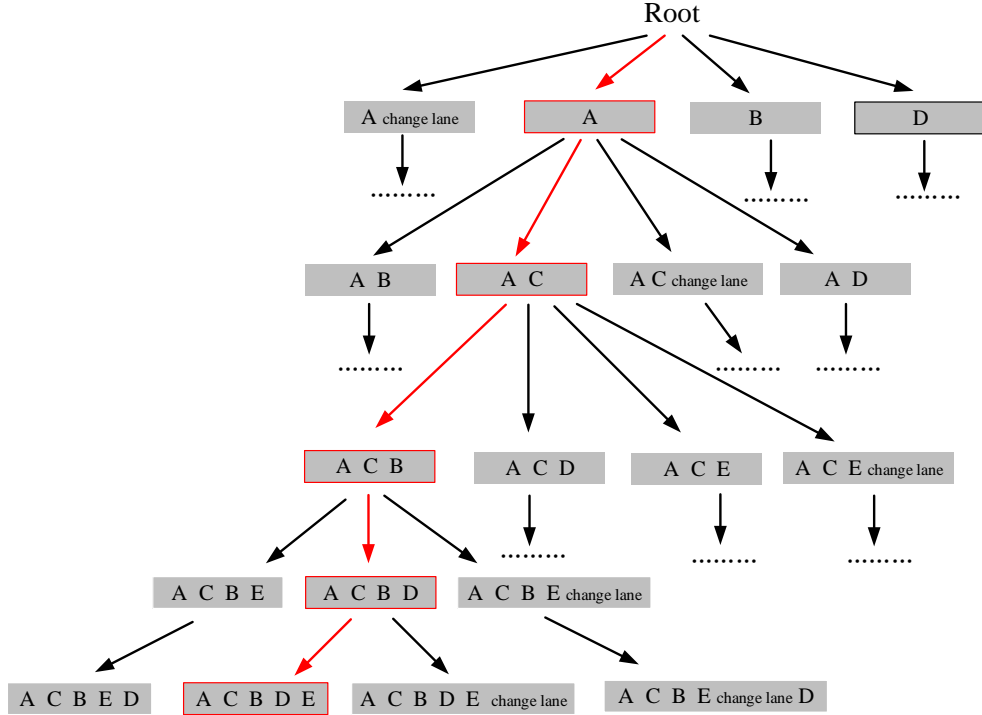 Root
A change lane
A
B
D
………
………
………
A B
A C
A C change lane
A D
………
………
………
A C B
A C D
A C E
A C E change lane
………
………
………
A C B E
A C B D
A C B E change lane
A C B E D
A C B D E
A C B D E change lane
A C B E change lane D